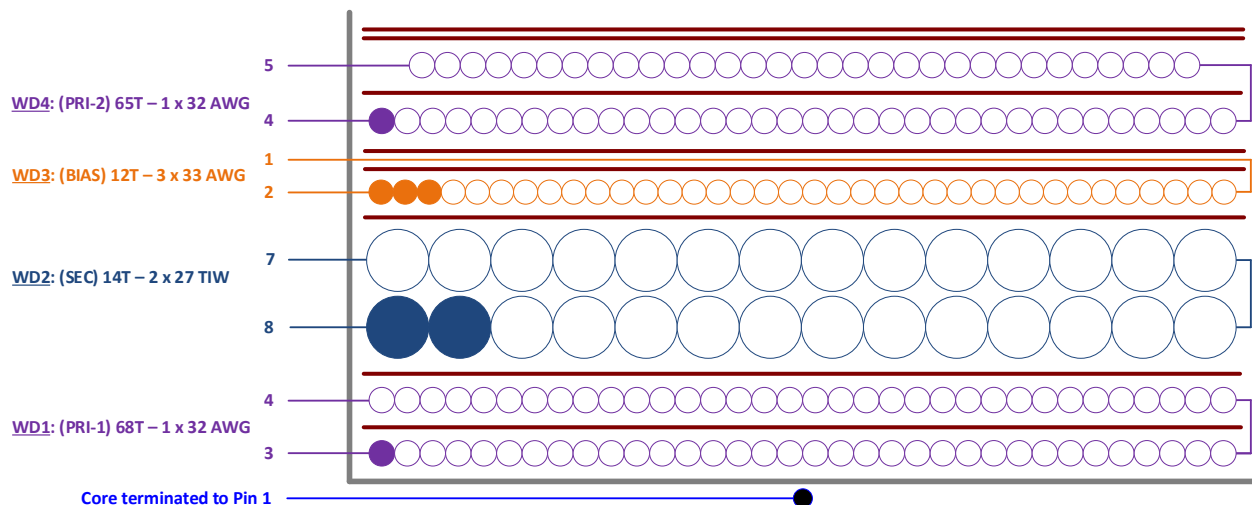 5
WD4: (PRI-2) 65T – 1 x 32 AWG
4
1
WD3: (BIAS) 12T – 3 x 33 AWG
2
7
WD2: (SEC) 14T – 2 x 27 TIW
8
4
WD1: (PRI-1) 68T – 1 x 32 AWG
3
Core terminated to Pin 1